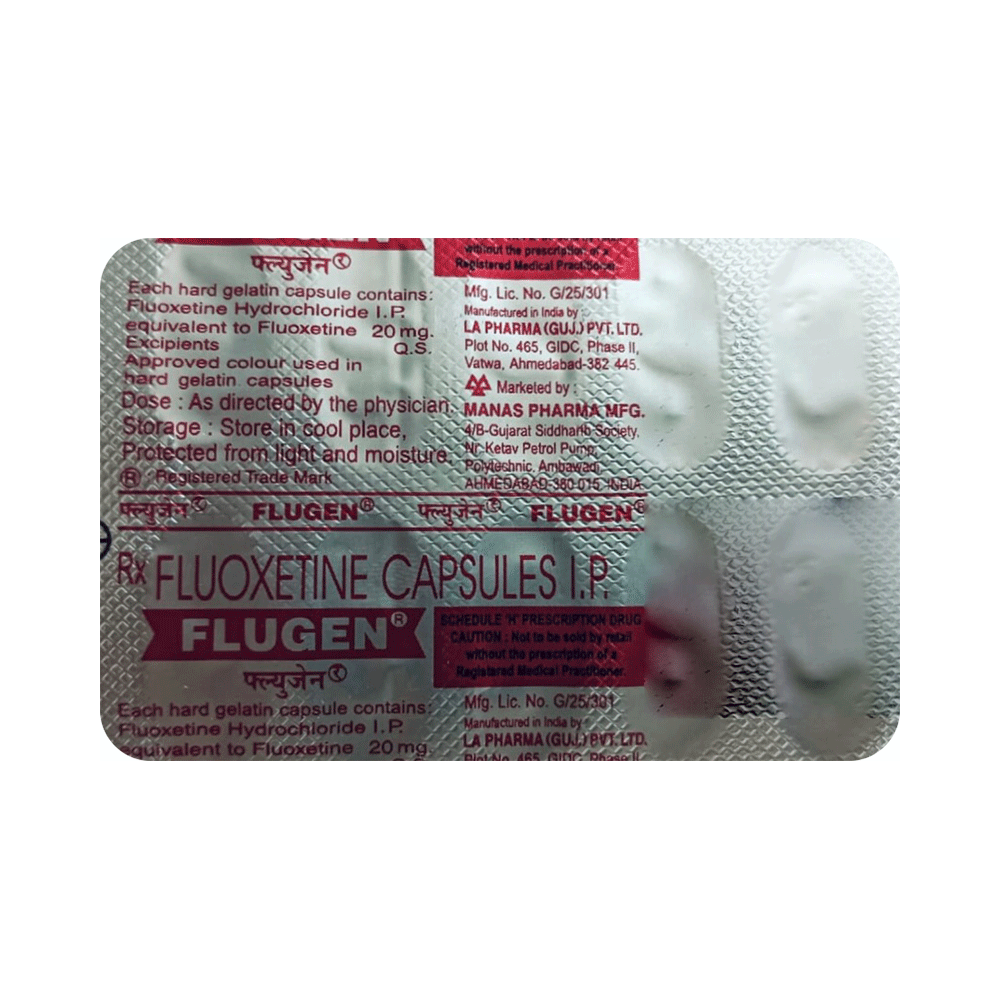 फ्ल्युजेन®
Each hard gelatin capsule contains:
Fluoxetine Hydrochloride I.P.
equivalent to Fluoxetine 20 mg.
Excipients Q.S.
Approved colour used in
hard gelatin capsules
Dose : As directed by the physician.
Storage : Store in cool place,
Protected from light and moisture.
® : Registered Trade Mark
without the prescription of a
Registered Medical Practitioner.
Mfg. Lic. No. G/25/301
Manufactured in India by :
LA PHARMA (GUJ.) PVT. LTD.
Plot No. 465, GIDC, Phase II,
Vatwa, Ahmedabad-382 445.
Marketed by :
MANAS PHARMA MFG.
4/B-Gujarat Siddharth Society,
Nr. Ketav Petrol Pump,
Polytechnic, Ambawadi,
AHMEDABAD-380 015. INDIA.
फ्ल्युजेन® FLUGEN® फ्ल्युजेन® FLUGEN®
Rx FLUOXETINE CAPSULES I.P.
FLUGEN®
फ्ल्युजेन®
SCHEDULE 'H' PRESCRIPTION DRUG
CAUTION : Not to be sold by retail
without the prescription of a
Registered Medical Practitioner.
Each hard gelatin capsule contains:
Fluoxetine Hydrochloride I.P.
equivalent to Fluoxetine 20 mg.
Q.S.
Mfg. Lic. No. G/25/301
Manufactured in India by :
LA PHARMA (GUJ.) PVT. LTD.
Plot No. 465, GIDC, Phase II,